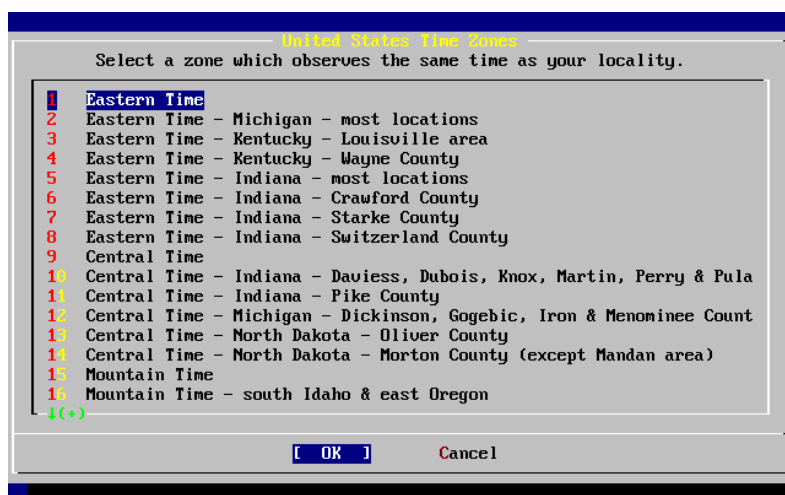 United States Time Zones
Select a zone which observes the same time as your locality.
1 Eastern Time
2 Eastern Time - Michigan - most locations
3 Eastern Time - Kentucky - Louisville area
4 Eastern Time - Kentucky - Wayne County
5 Eastern Time - Indiana - most locations
6 Eastern Time - Indiana - Crawford County
7 Eastern Time - Indiana - Starke County
8 Eastern Time - Indiana - Switzerland County
9 Central Time
10 Central Time - Indiana - Daviess, Dubois, Knox, Martin, Perry & Pula
11 Central Time - Indiana - Pike County
12 Central Time - Michigan - Dickinson, Gogebic, Iron & Menominee Count
13 Central Time - North Dakota - Oliver County
14 Central Time - North Dakota - Morton County (except Mandan area)
15 Mountain Time
16 Mountain Time - south Idaho & east Oregon
↓(+)
[ OK ] Cancel